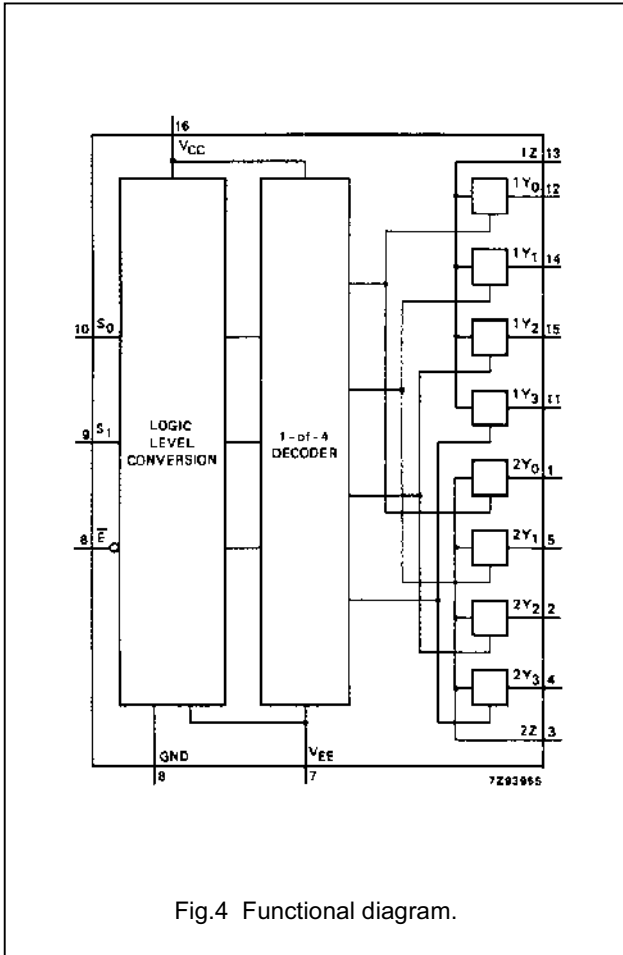 16
VCC
1Z 13
1Y0
12
1Y1
14
1Y2
15
10 S0
1Y3
11
9 S1
LOGIC
LEVEL
CONVERSION
1-of-4
DECODER
2Y0
1
8 E̅
2Y1
5
2Y2 2
2Y3
4
2Z 3
GND
8
VEE
7
7Z93965
Fig.4 Functional diagram.